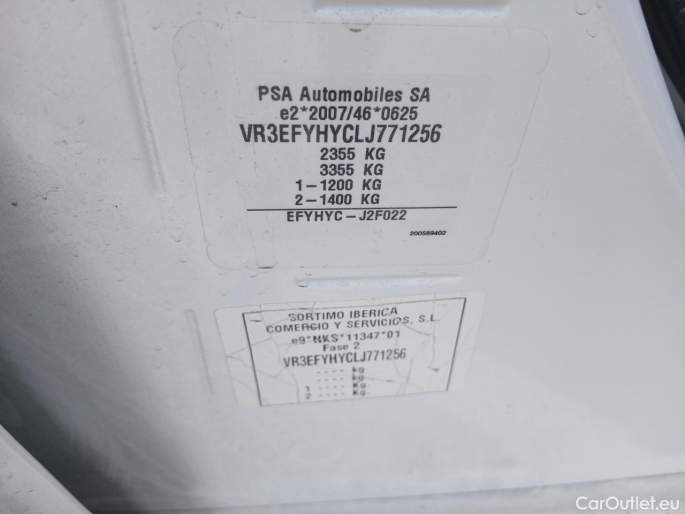 PSA Automobiles SA
e2*2007/46*0625
VR3EFYHYCLJ771256
2355 KG
3355 KG
1-1200 KG
2-1400 KG
EFYHYC-J2F022
200589402
SORTIMO IBERICA
COMERCIO Y SERVICIOS, S.L.
e9*NKS*11347*01
Fase 2
VR3EFYHYCLJ771256
---- kg
---- kg
1 ---- Kg
2 ---- Kg
CarOutlet.eu